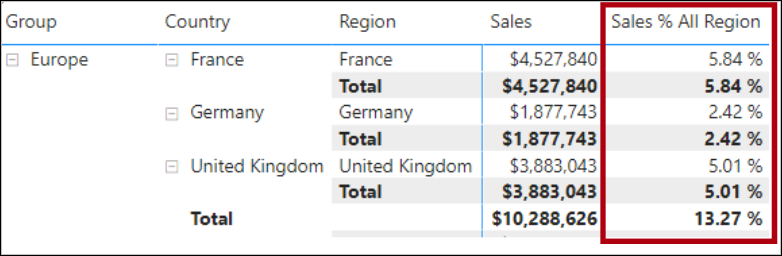 Group Country Region Sales Sales % All Region
Europe France France $4,527,840 5.84 %
Total $4,527,840 5.84 %
Germany Germany $1,877,743 2.42 %
Total $1,877,743 2.42 %
United Kingdom United Kingdom $3,883,043 5.01 %
Total $3,883,043 5.01 %
Total $10,288,626 13.27 %